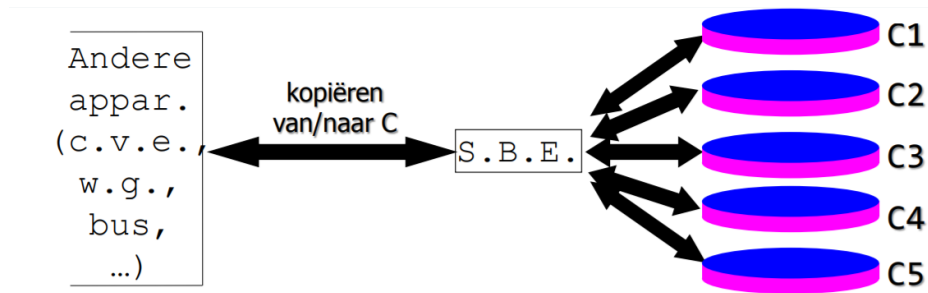 Andere
appar.
(c.v.e.,
w.g.,
bus,
…)
kopiëren
van/naar C
S.B.E.
C1
C2
C3
C4
C5